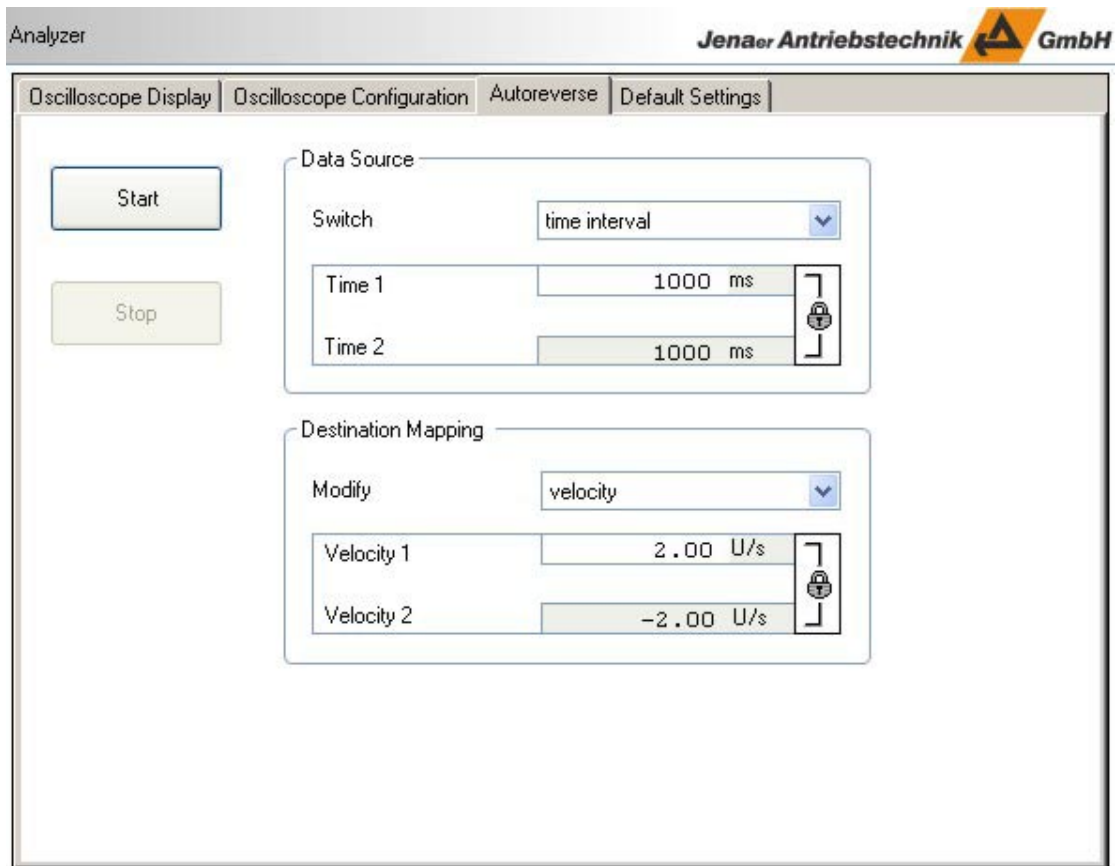 Analyzer
Jenaer Antriebstechnik GmbH
Oscilloscope Display Oscilloscope Configuration Autoreverse Default Settings
Start
Stop
Data Source
Switch time interval
Time 1 1000 ms
Time 2 1000 ms
Destination Mapping
Modify velocity
Velocity 1 2.00 U/s
Velocity 2 -2.00 U/s